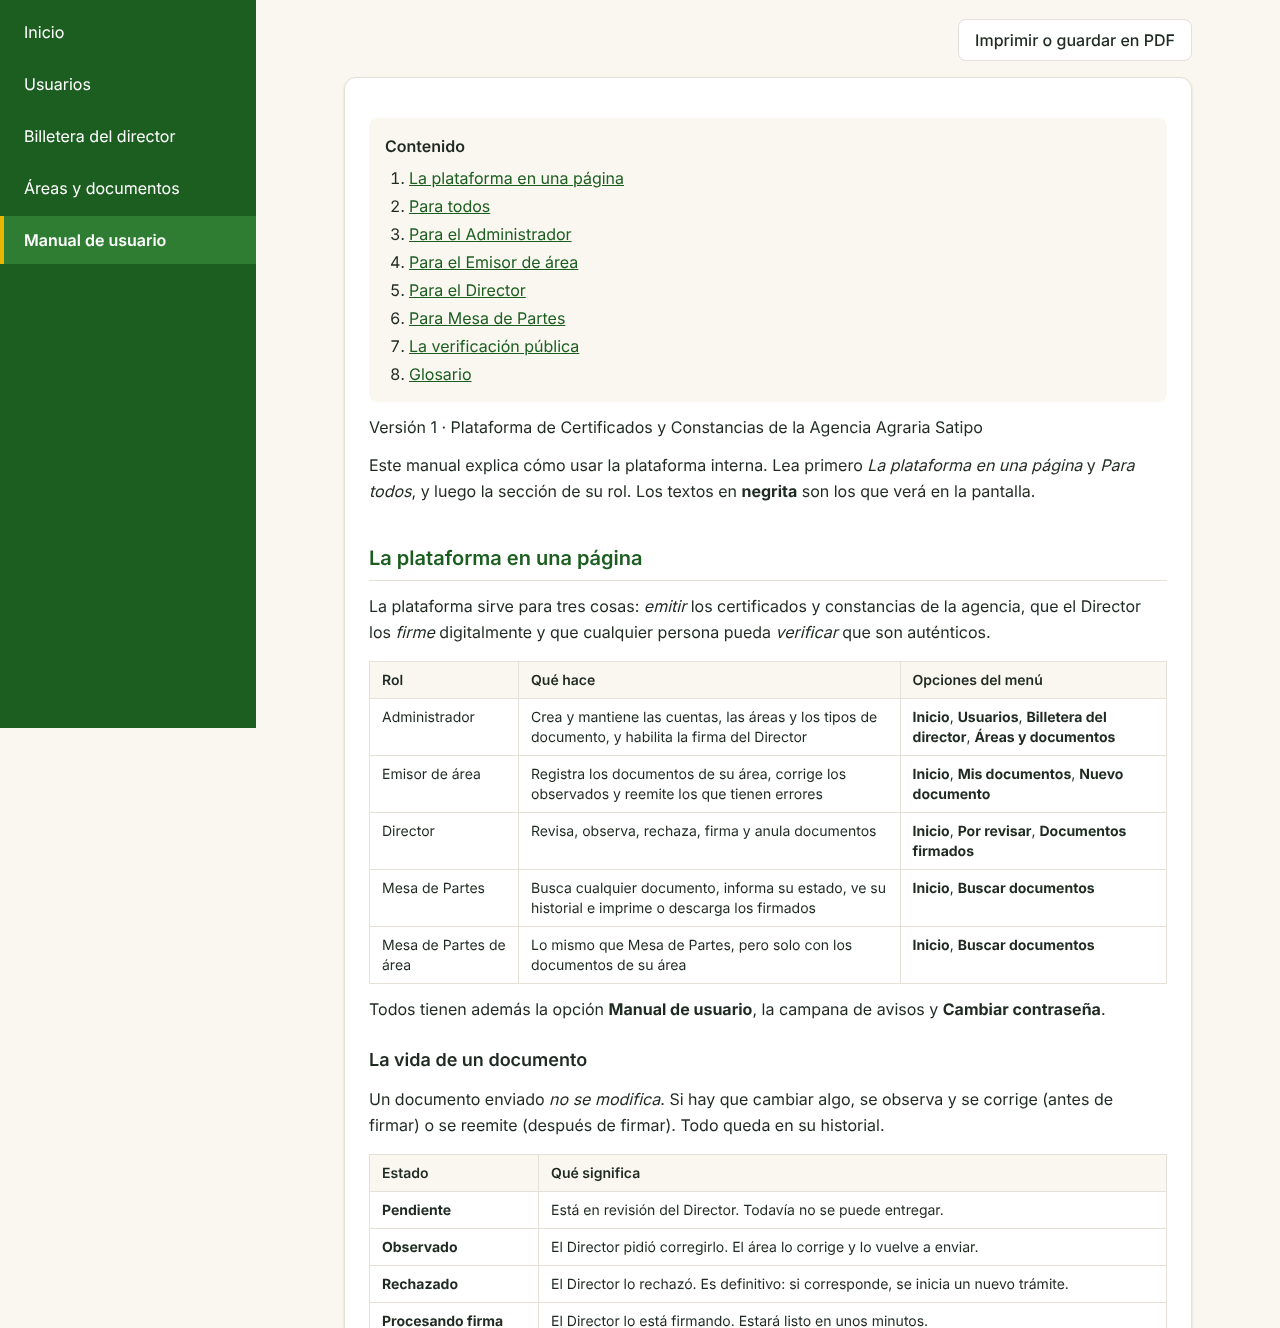 Inicio
Usuarios
Billetera del director
Áreas y documentos
Manual de usuario
Imprimir o guardar en PDF
Contenido
1. La plataforma en una página
2. Para todos
3. Para el Administrador
4. Para el Emisor de área
5. Para el Director
6. Para Mesa de Partes
7. La verificación pública
8. Glosario
Versión 1 · Plataforma de Certificados y Constancias de la Agencia Agraria Satipo
Este manual explica cómo usar la plataforma interna. Lea primero La plataforma en una página y Para
todos, y luego la sección de su rol. Los textos en negrita son los que verá en la pantalla.
La plataforma en una página
La plataforma sirve para tres cosas: emitir los certificados y constancias de la agencia, que el Director
los firme digitalmente y que cualquier persona pueda verificar que son auténticos.
Rol Qué hace Opciones del menú
Administrador Crea y mantiene las cuentas, las áreas y los tipos de Inicio, Usuarios, Billetera del
documento, y habilita la firma del Director director, Áreas y documentos
Emisor de área Registra los documentos de su área, corrige los Inicio, Mis documentos, Nuevo
observados y reemite los que tienen errores documento
Director Revisa, observa, rechaza, firma y anula documentos Inicio, Por revisar, Documentos
firmados
Mesa de Partes Busca cualquier documento, informa su estado, ve su Inicio, Buscar documentos
historial e imprime o descarga los firmados
Mesa de Partes de Lo mismo que Mesa de Partes, pero solo con los Inicio, Buscar documentos
área documentos de su área
Todos tienen además la opción Manual de usuario, la campana de avisos y Cambiar contraseña.
La vida de un documento
Un documento enviado no se modifica. Si hay que cambiar algo, se observa y se corrige (antes de
firmar) o se reemite (después de firmar). Todo queda en su historial.
Estado Qué significa
Pendiente Está en revisión del Director. Todavía no se puede entregar.
Observado El Director pidió corregirlo. El área lo corrige y lo vuelve a enviar.
Rechazado El Director lo rechazó. Es definitivo: si corresponde, se inicia un nuevo trámite.
Procesando firma El Director lo está firmando. Estará listo en unos minutos.